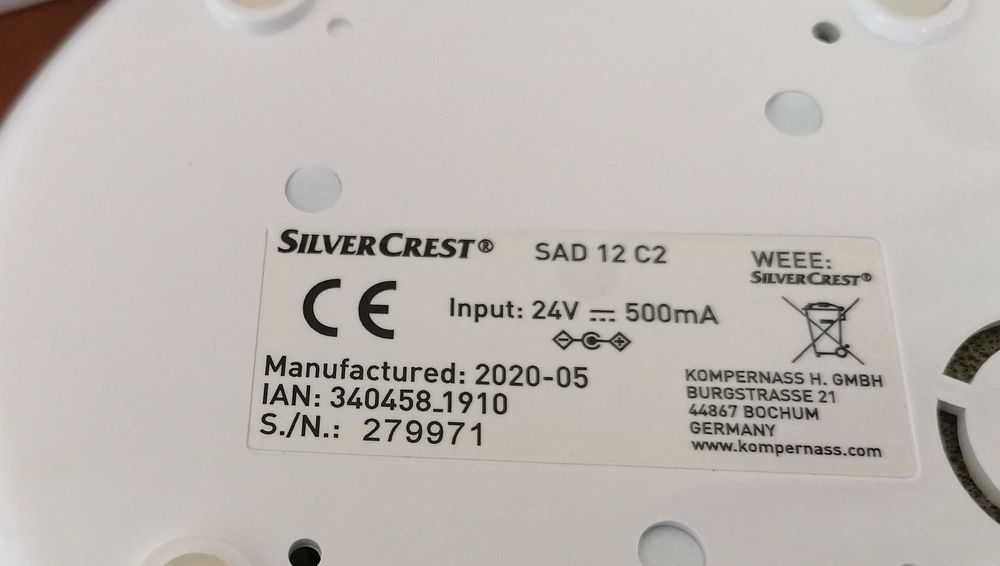 SILVERCREST® SAD 12 C2
Input: 24V ⎓ 500mA
Manufactured: 2020-05
IAN: 340458_1910
S./N.: 279971
WEEE:
SILVERCREST®
KOMPERNASS H. GMBH
BURGSTRASSE 21
44867 BOCHUM
GERMANY
www.kompernass.com